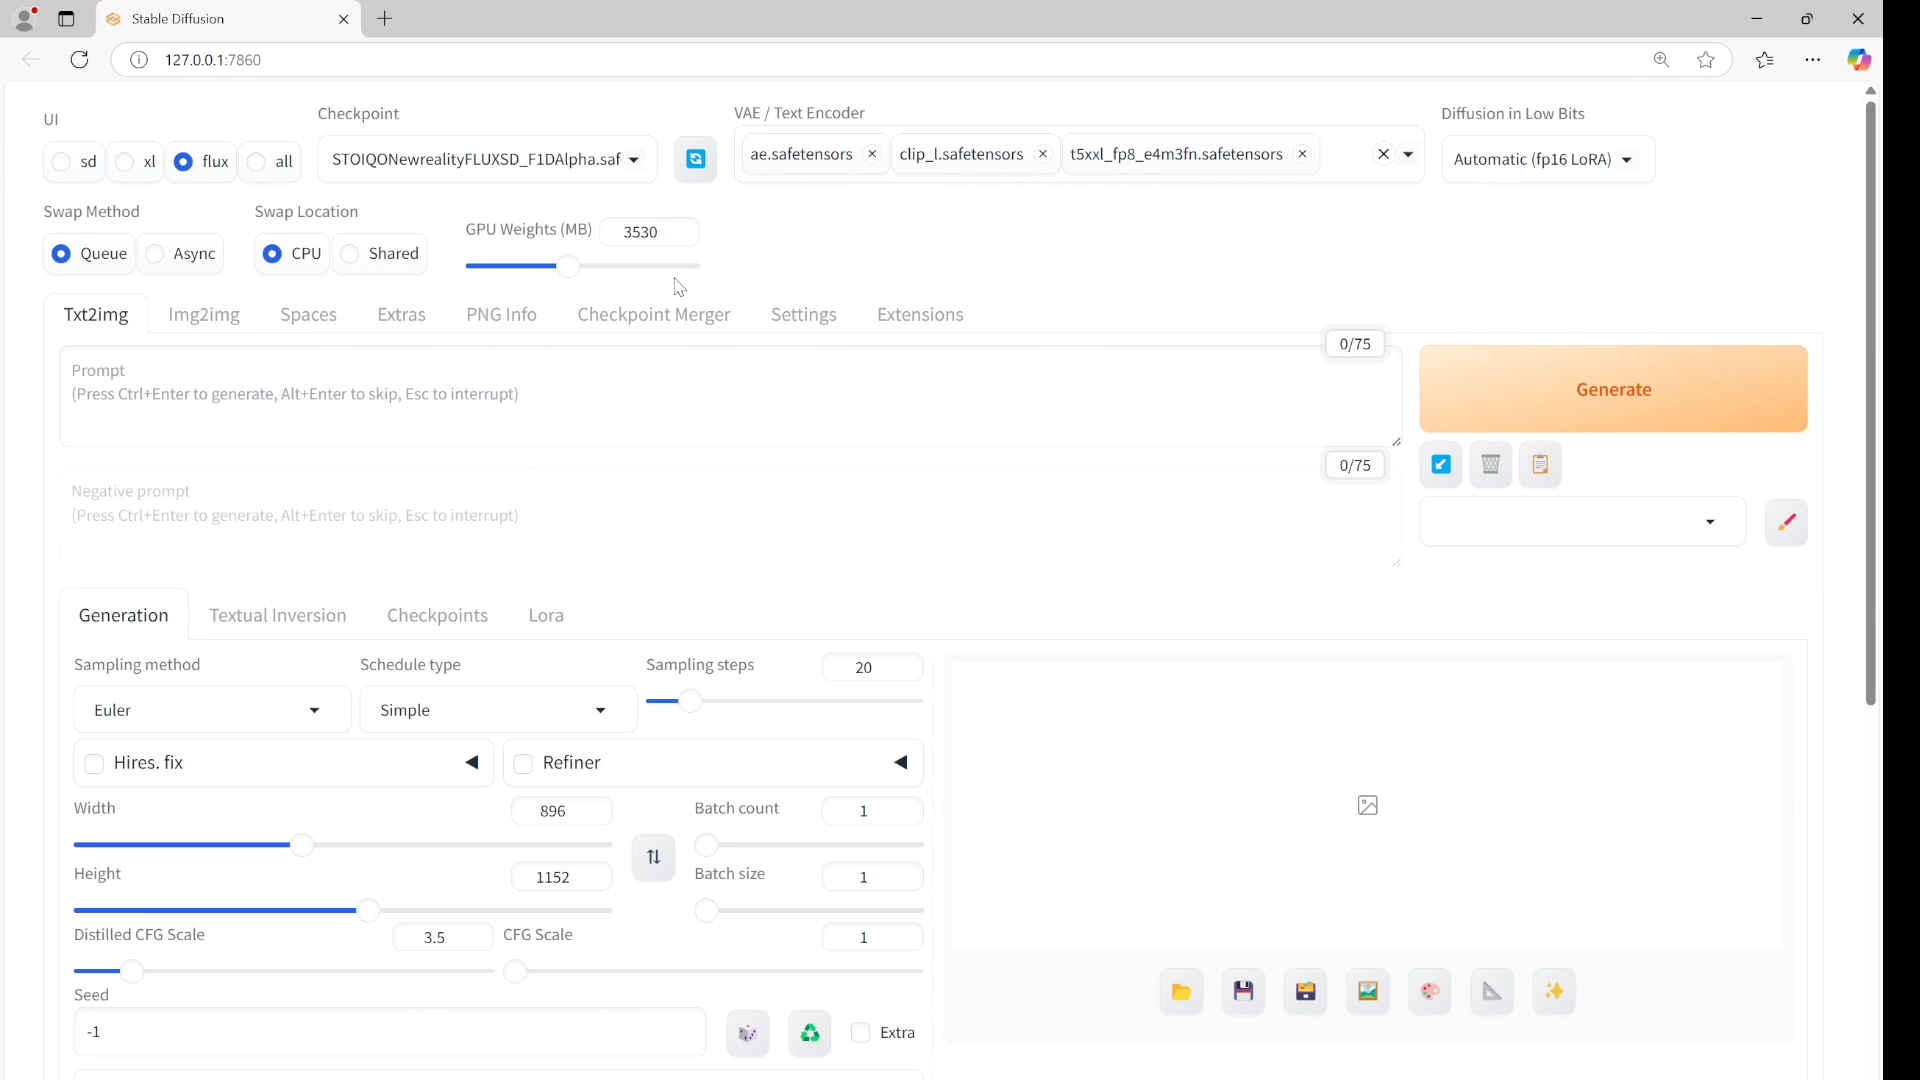 Stable Diffusion
127.0.0.1:7860
UI
Checkpoint
VAE / Text Encoder
Diffusion in Low Bits
sd
xl
flux
all
STOIQONewrealityFLUXSD_F1DAlpha.saf
ae.safetensors
clip_l.safetensors
t5xxl_fp8_e4m3fn.safetensors
Automatic (fp16 LoRA)
Swap Method
Swap Location
GPU Weights (MB)
3530
Queue
Async
CPU
Shared
Txt2img
Img2img
Spaces
Extras
PNG Info
Checkpoint Merger
Settings
Extensions
0/75
Prompt
(Press Ctrl+Enter to generate, Alt+Enter to skip, Esc to interrupt)
Generate
0/75
Negative prompt
(Press Ctrl+Enter to generate, Alt+Enter to skip, Esc to interrupt)
Generation
Textual Inversion
Checkpoints
Lora
Sampling method
Schedule type
Sampling steps
20
Euler
Simple
Hires. fix
Refiner
Width
896
Batch count
1
Height
1152
Batch size
1
Distilled CFG Scale
3.5
CFG Scale
1
Seed
-1
Extra